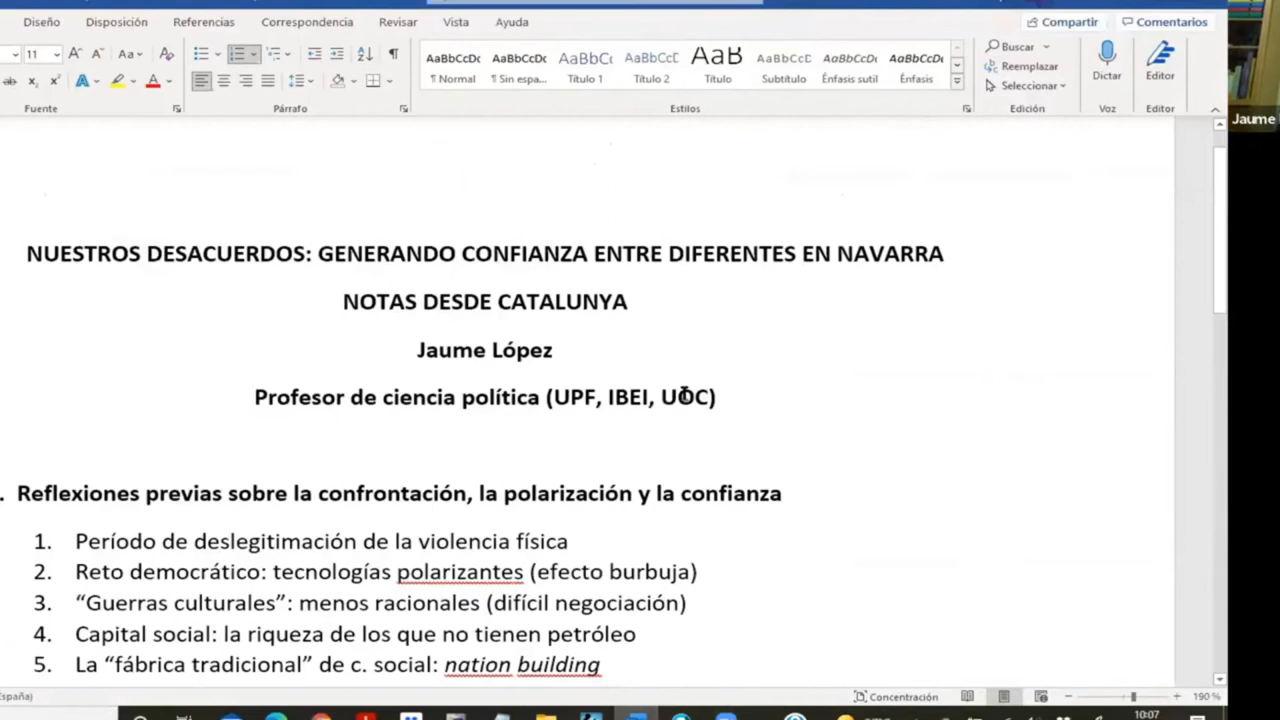 Diseño Disposición Referencias Correspondencia Revisar Vista Ayuda Compartir Comentarios
11 Aa AaBbCcDc AaBbCcDc AaBbCc AaBbCcC AaB AaBbCcC AaBbCcDc AaBbCcDc Buscar
¶ Normal ¶ Sin espa... Título 1 Título 2 Título Subtítulo Énfasis sutil Énfasis Reemplazar Dictar Editor
Seleccionar
Fuente Párrafo Estilos Edición Voz Editor
Jaume
NUESTROS DESACUERDOS: GENERANDO CONFIANZA ENTRE DIFERENTES EN NAVARRA
NOTAS DESDE CATALUNYA
Jaume López
Profesor de ciencia política (UPF, IBEI, UOC)
. Reflexiones previas sobre la confrontación, la polarización y la confianza
1. Período de deslegitimación de la violencia física
2. Reto democrático: tecnologías polarizantes (efecto burbuja)
3. “Guerras culturales”: menos racionales (difícil negociación)
4. Capital social: la riqueza de los que no tienen petróleo
5. La “fábrica tradicional” de c. social: nation building
España) Concentración 190 %
10:07